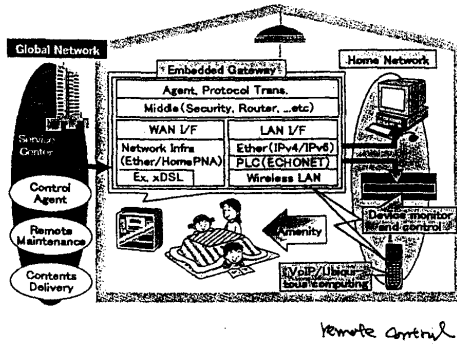 Global Network
Home Network
Embedded Gateway
Agent, Protocol Trans.
Middle(Security, Router, ...etc)
WAN I/F
Network Infra
(Ether/HomePNA)
Ex. xDSL
LAN I/F
Ether(IPv4/IPv6)
PLC(ECHONET)
Wireless LAN
Service
Center
Control
Agent
Remote
Maintenance
Contents
Delivery
Amenity
Device monitor
and control
VoIP/Ubiqui
tous computing
remote control